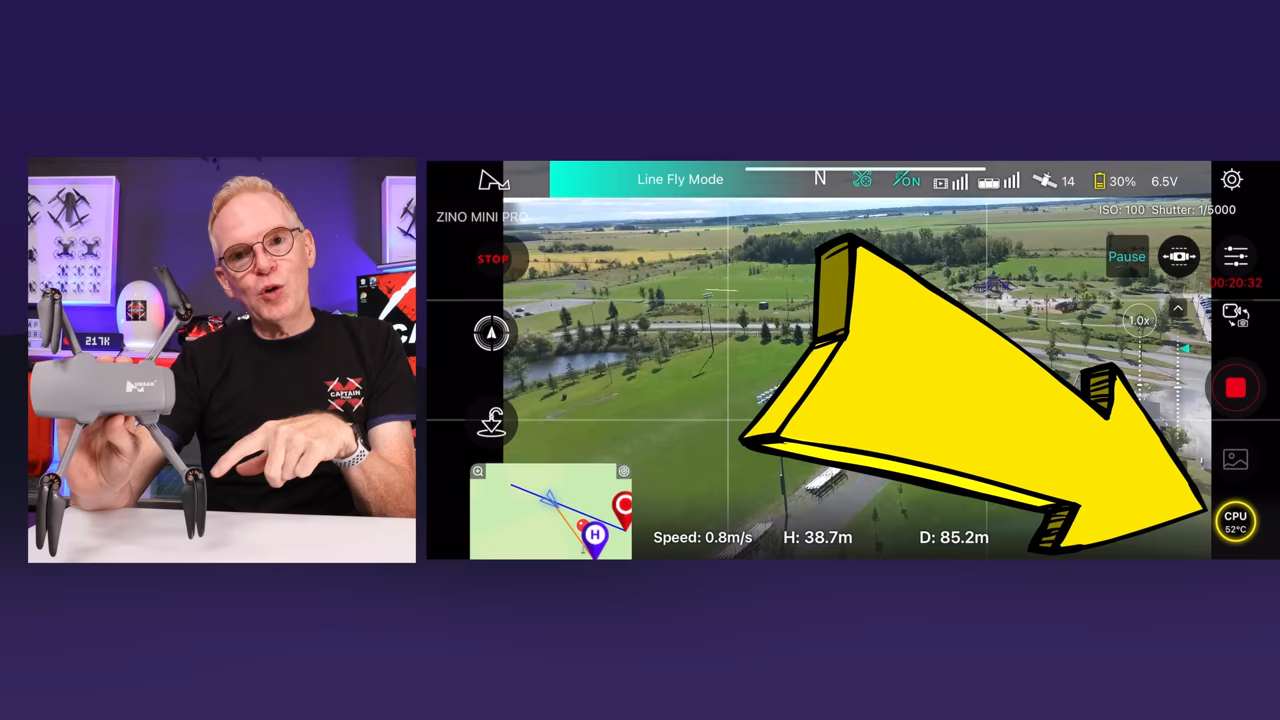 217K
HUBSAN
CAPTAIN
Line Fly Mode
N
ON
14
30%
6.5V
ZINO MINI PRO
ISO: 100 Shutter: 1/5000
STOP
Pause
00:20:32
1.0x
H
Speed: 0.8m/s
H: 38.7m
D: 85.2m
CPU
52°C